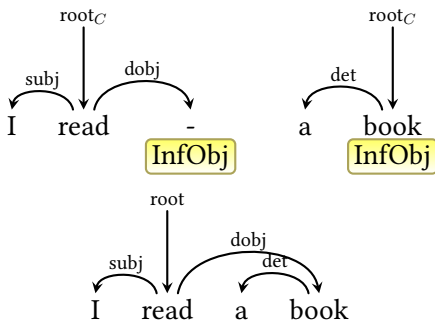 root_C root_C
subj dobj det
I read - a book
InfObj InfObj
root
subj dobj det
I read a book